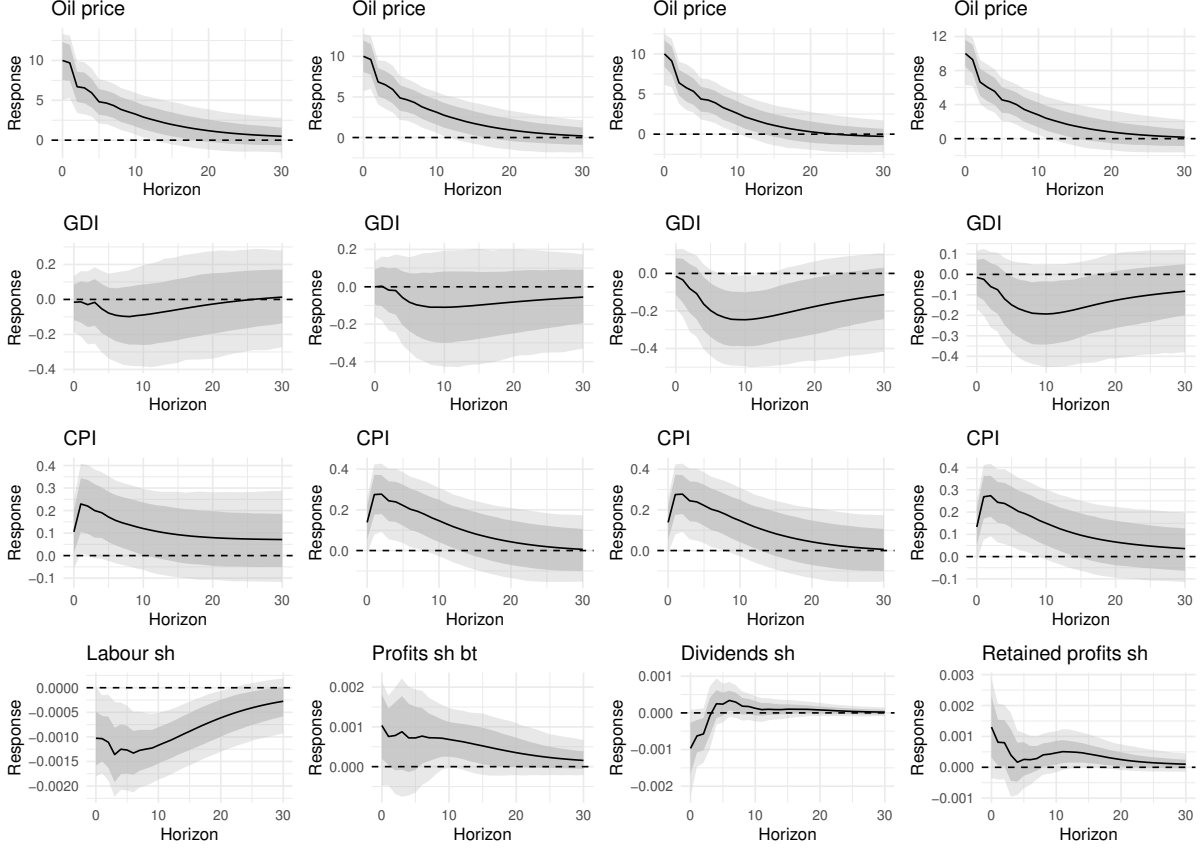 Oil price Oil price Oil price Oil price
Response 10 5 0 Response 10 5 0 Response 10 5 0 Response 12 8 4 0
0 10 20 30 0 10 20 30 0 10 20 30 0 10 20 30
Horizon Horizon Horizon Horizon
GDI GDI GDI GDI
Response 0.2 0.0 −0.2 −0.4 Response 0.2 0.0 −0.2 −0.4 Response 0.0 −0.2 −0.4 Response 0.1 0.0 −0.1 −0.2 −0.3 −0.4
0 10 20 30 0 10 20 30 0 10 20 30 0 10 20 30
Horizon Horizon Horizon Horizon
CPI CPI CPI CPI
Response 0.4 0.3 0.2 0.1 0.0 −0.1 Response 0.4 0.2 0.0 Response 0.4 0.2 0.0 Response 0.4 0.3 0.2 0.1 0.0 −0.1
0 10 20 30 0 10 20 30 0 10 20 30 0 10 20 30
Horizon Horizon Horizon Horizon
Labour sh Profits sh bt Dividends sh Retained profits sh
Response 0.0000 −0.0005 −0.0010 −0.0015 −0.0020 Response 0.002 0.001 0.000 Response 0.001 0.000 −0.001 −0.002 Response 0.003 0.002 0.001 0.000 −0.001
0 10 20 30 0 10 20 30 0 10 20 30 0 10 20 30
Horizon Horizon Horizon Horizon